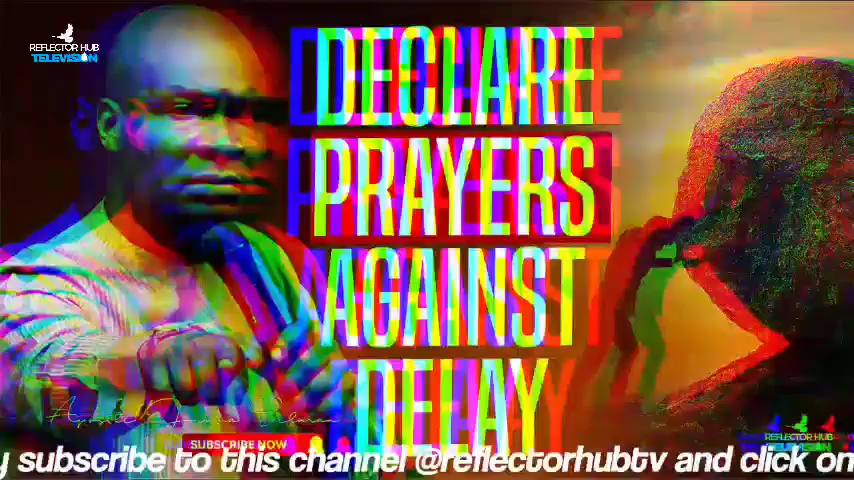 REFLECTOR HUB
TELEVISION
DECLARE
PRAYERS
AGAINST
DELAY
SUBSCRIBE NOW
REFLECTOR HUB
TELEVISION
y subscribe to this channel @reflectorhubtv and click on